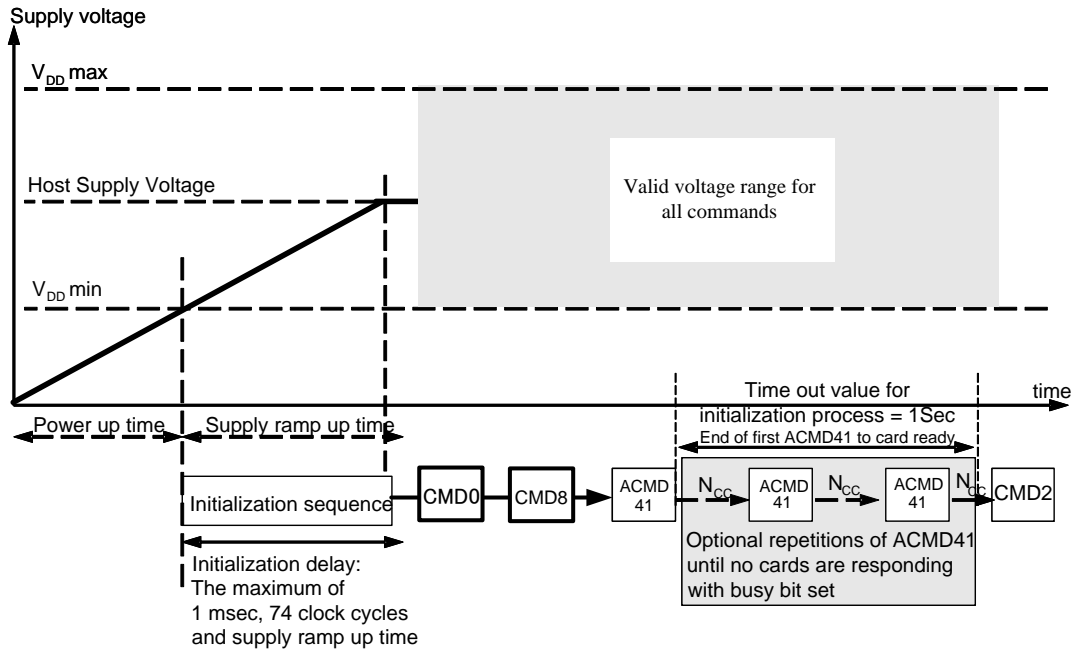 Supply voltage
V_DD max
Host Supply Voltage
Valid voltage range for
all commands
V_DD min
Time out value for
initialization process = 1Sec
End of first ACMD41 to card ready
time
Power up time
Supply ramp up time
Initialization sequence
CMD0
CMD8
ACMD
41
N_CC
ACMD
41
N_CC
ACMD
41
N_CC
CMD2
Optional repetitions of ACMD41
until no cards are responding
with busy bit set
Initialization delay:
The maximum of
1 msec, 74 clock cycles
and supply ramp up time